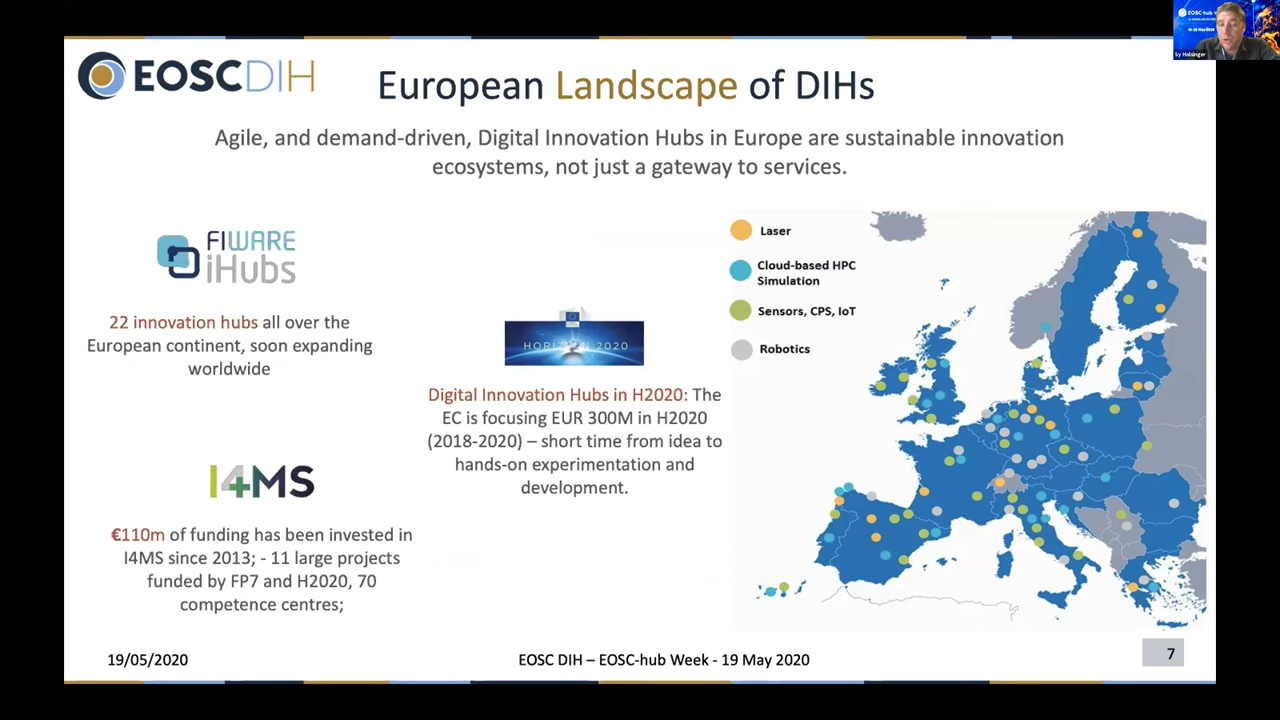 EOSC-hub
Sy Holsinger
EOSCDIH
European Landscape of DIHs
Agile, and demand-driven, Digital Innovation Hubs in Europe are sustainable innovation
ecosystems, not just a gateway to services.
FIWARE
iHubs
22 innovation hubs all over the
European continent, soon expanding
worldwide
I4MS
€110m of funding has been invested in
I4MS since 2013; - 11 large projects
funded by FP7 and H2020, 70
competence centres;
HORIZON 2020
Digital Innovation Hubs in H2020: The
EC is focusing EUR 300M in H2020
(2018-2020) – short time from idea to
hands-on experimentation and
development.
Laser
Cloud-based HPC
Simulation
Sensors, CPS, IoT
Robotics
19/05/2020
EOSC DIH – EOSC-hub Week - 19 May 2020
7